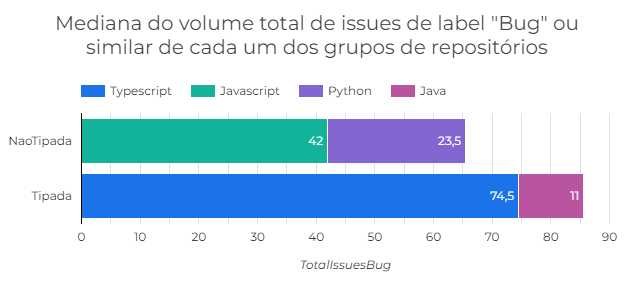 Mediana do volume total de issues de label "Bug" ou
similar de cada um dos grupos de repositórios
Typescript Javascript Python Java
NaoTipada 42 23,5
Tipada 74,5 11
0 10 20 30 40 50 60 70 80 90
TotalIssuesBug